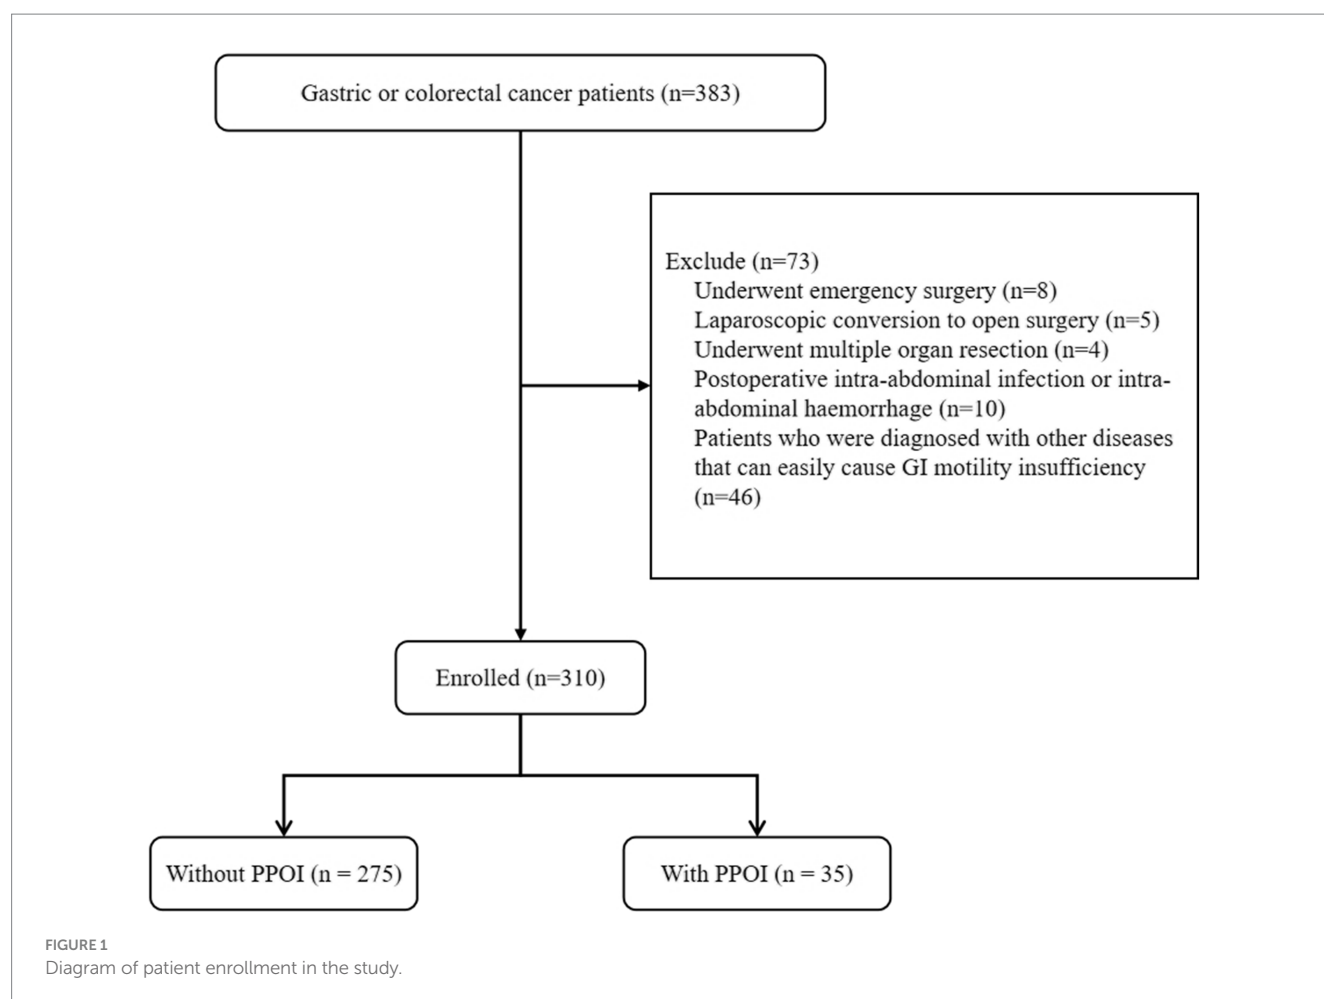 Gastric or colorectal cancer patients (n=383)
Exclude (n=73)
Underwent emergency surgery (n=8)
Laparoscopic conversion to open surgery (n=5)
Underwent multiple organ resection (n=4)
Postoperative intra-abdominal infection or intra-
abdominal haemorrhage (n=10)
Patients who were diagnosed with other diseases
that can easily cause GI motility insufficiency
(n=46)
Enrolled (n=310)
Without PPOI (n = 275)
With PPOI (n = 35)
FIGURE 1
Diagram of patient enrollment in the study.